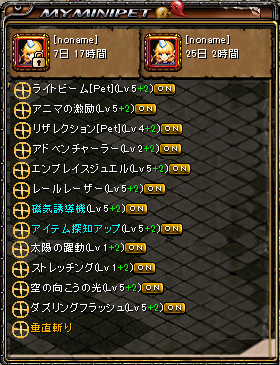 MYMINIPET
[noname]
7日 17時間
[noname]
25日 2時間
ライトビーム[Pet](Lv5+2) ON
アニマの激励(Lv5+2) ON
リザレクション[Pet](Lv4+2) ON
アドベンチャーラー(Lv2+2) ON
エンブレイスジュエル(Lv5+2) ON
レールレーザー(Lv5+2) ON
磁気誘導機(Lv5+2) ON
アイテム探知アップ(Lv5+2) ON
太陽の躍動(Lv1+2) ON
ストレッチング(Lv1+2) ON
空の向こうの光(Lv5+2) ON
ダズリングフラッシュ(Lv5+2) ON
垂直斬り